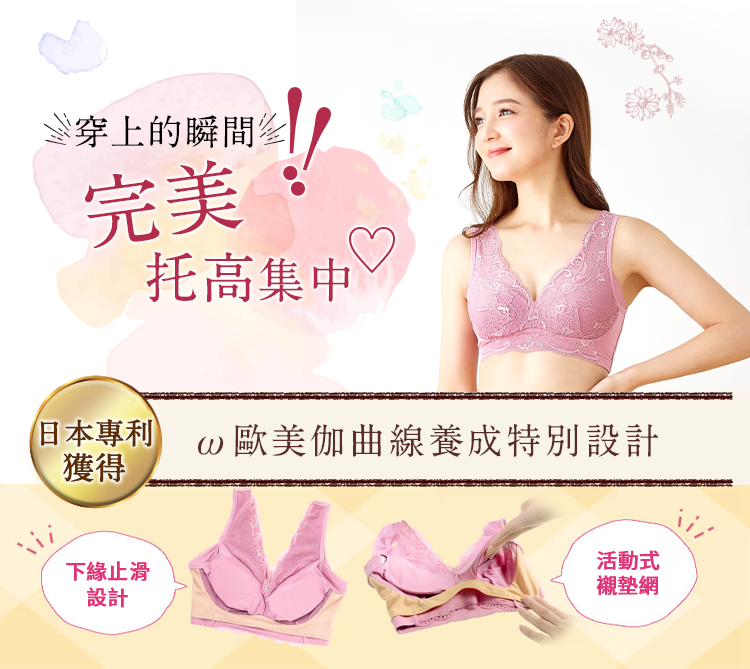 穿上的瞬間
完美
托高集中
日本專利
獲得
ω歐美伽曲線養成特別設計
下緣止滑
設計
活動式
襯墊網